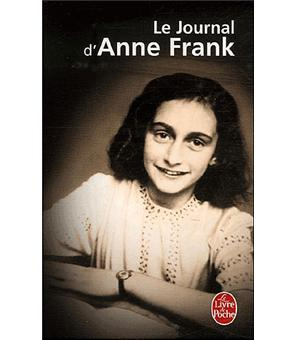 Le Journal
d'Anne Frank
Le
Livre
de
Poche